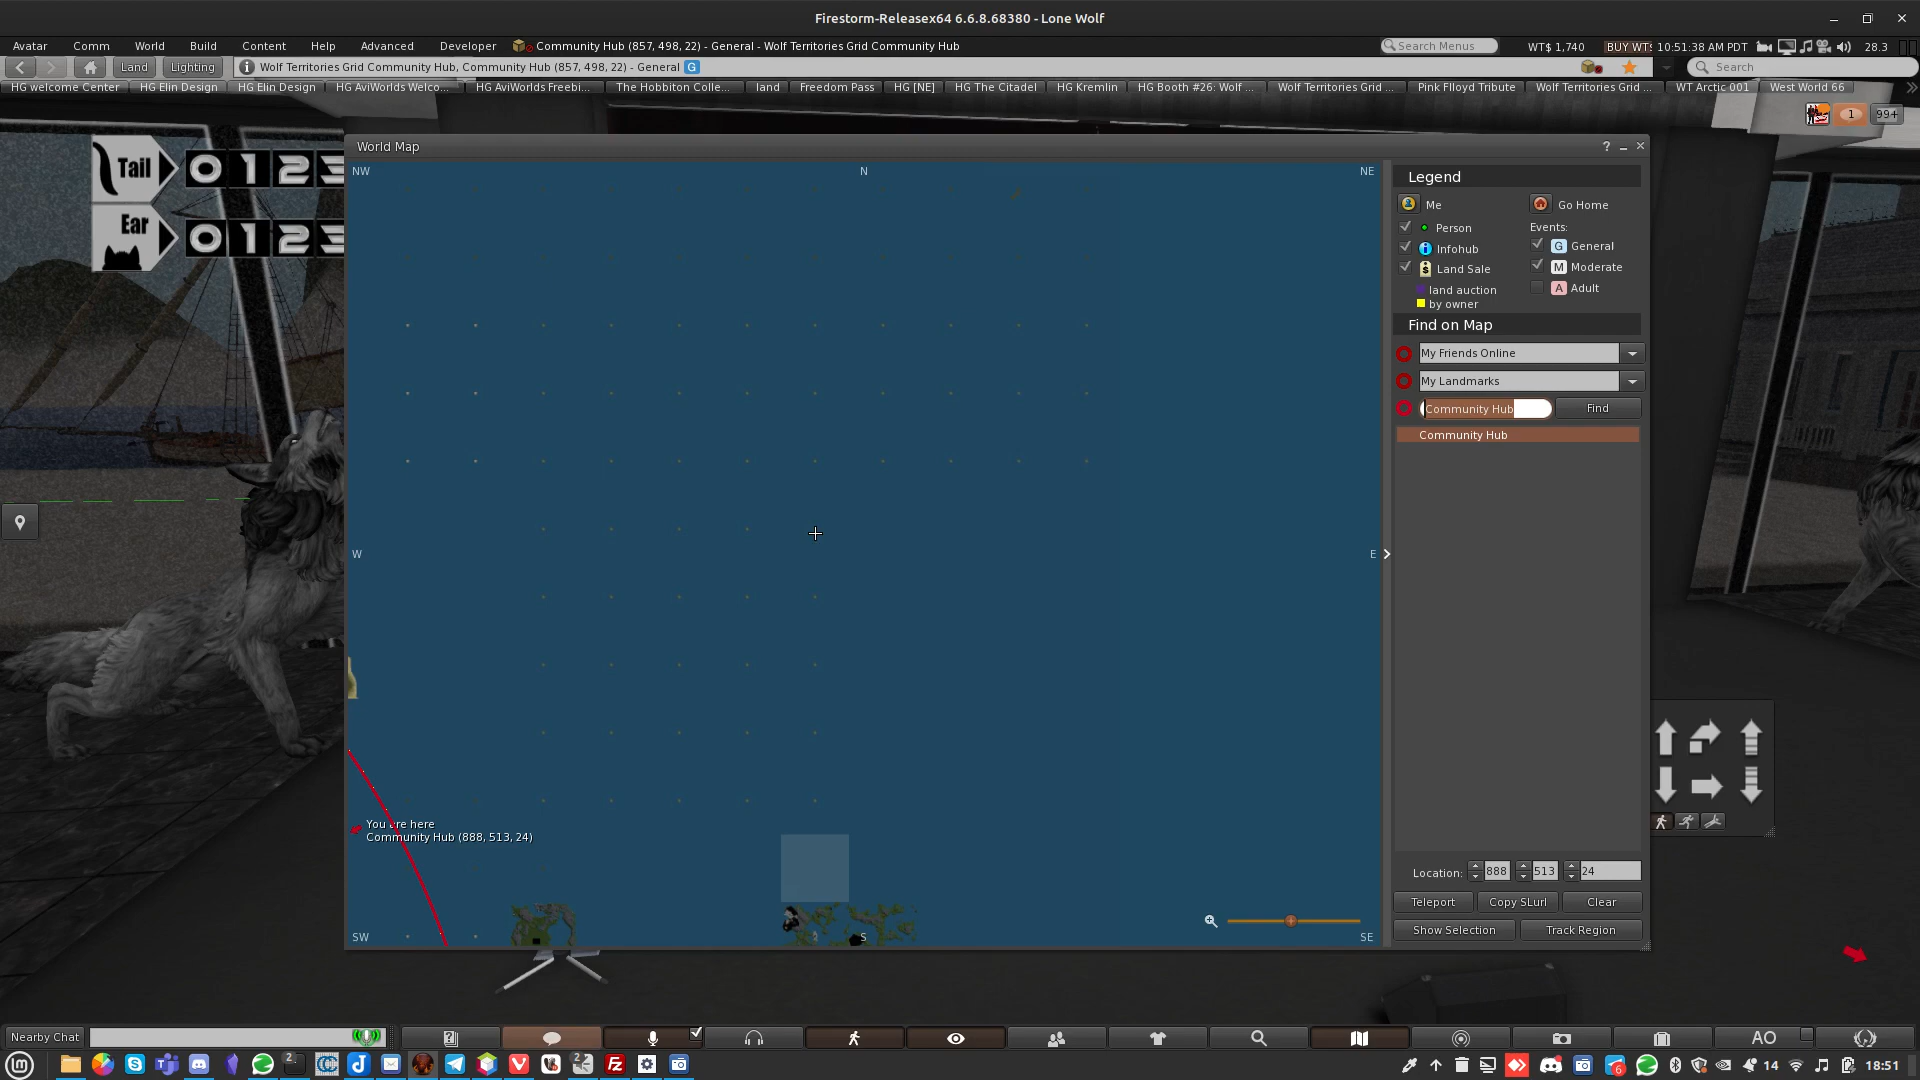 Firestorm-Releasex64 6.6.8.68380 - Lone Wolf
Avatar Comm World Build Content Help Advanced Developer Community Hub (857, 498, 22) - General - Wolf Territories Grid Community Hub Search Menus WT$ 1,740 BUY WT$ 10:51:38 AM PDT 28.3
Land Lighting Wolf Territories Grid Community Hub, Community Hub (857, 498, 22) - General G Search
HG welcome Center HG Elin Design HG Elin Design HG AviWorlds Welco... HG AviWorlds Freebi... The Hobbiton Colle... land Freedom Pass HG [NE] HG The Citadel HG Kremlin HG Booth #26: Wolf ... Wolf Territories Grid ... Pink Flloyd Tribute Wolf Territories Grid ... WT Arctic 001 West World 66
1 99+
World Map ?
Tail 0 1 2 3
Ear 0 1 2 3
NW N NE
W E
SW S SE
You are here
Community Hub (888, 513, 24)
Legend
Me Go Home
Person Events:
Infohub G General
Land Sale M Moderate
land auction A Adult
by owner
Find on Map
My Friends Online
My Landmarks
Community Hub Find
Community Hub
Location: 888 513 24
Teleport Copy SLurl Clear
Show Selection Track Region
Nearby Chat AO
14 18:51